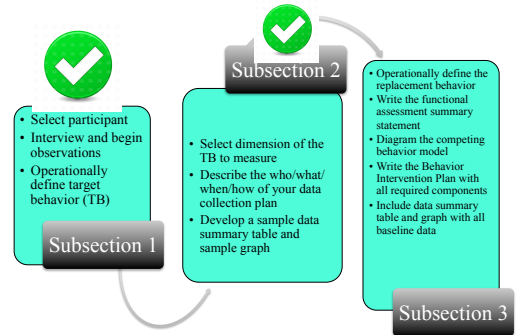 • Select participant
• Interview and begin
observations
• Operationally
define target
behavior (TB)
Subsection 1
Subsection 2
• Select dimension of the
TB to measure
• Describe the who/what/
when/how of your data
collection plan
• Develop a sample data
summary table and
sample graph
• Operationally define the
replacement behavior
• Write the functional
assessment summary
statement
• Diagram the competing
behavior model
• Write the Behavior
Intervention Plan with
all required components
• Include data summary
table and graph with all
baseline data
Subsection 3